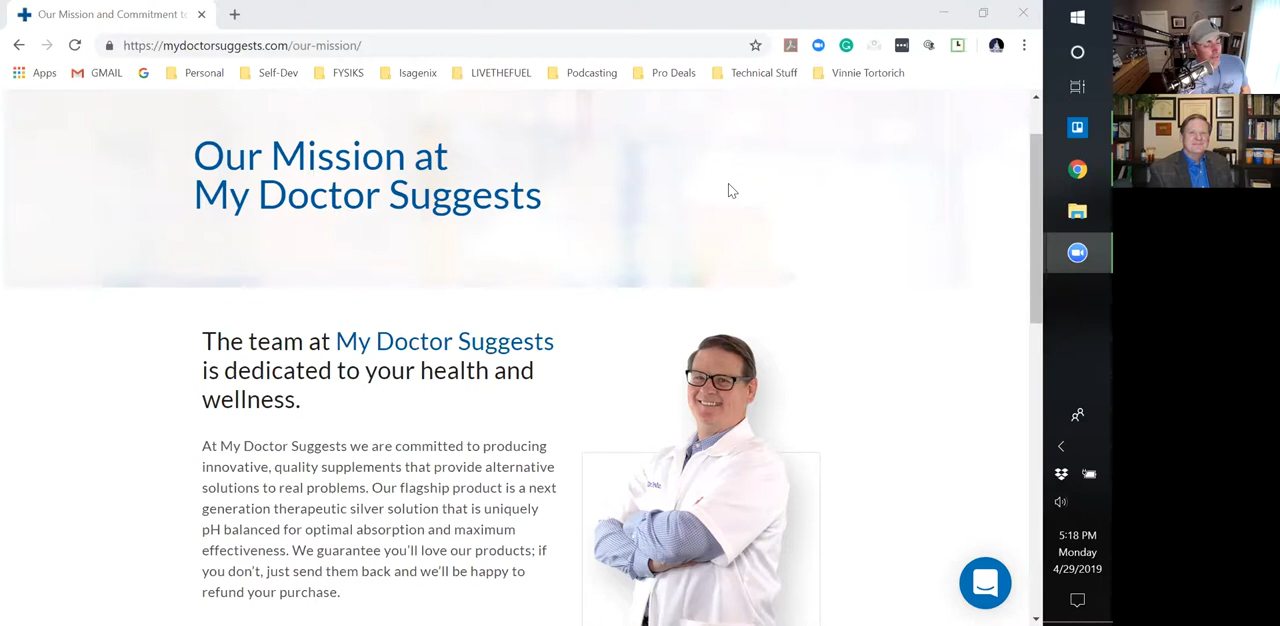 Our Mission and Commitment to
https://mydoctorsuggests.com/our-mission/
Apps GMAIL Personal Self-Dev FYSIKS Isagenix LIVETHEFUEL Podcasting Pro Deals Technical Stuff Vinnie Tortorich
Our Mission at
My Doctor Suggests
The team at My Doctor Suggests
is dedicated to your health and
wellness.
At My Doctor Suggests we are committed to producing
innovative, quality supplements that provide alternative
solutions to real problems. Our flagship product is a next
generation therapeutic silver solution that is uniquely
pH balanced for optimal absorption and maximum
effectiveness. We guarantee you'll love our products; if
you don't, just send them back and we'll be happy to
refund your purchase.
5:18 PM
Monday
4/29/2019